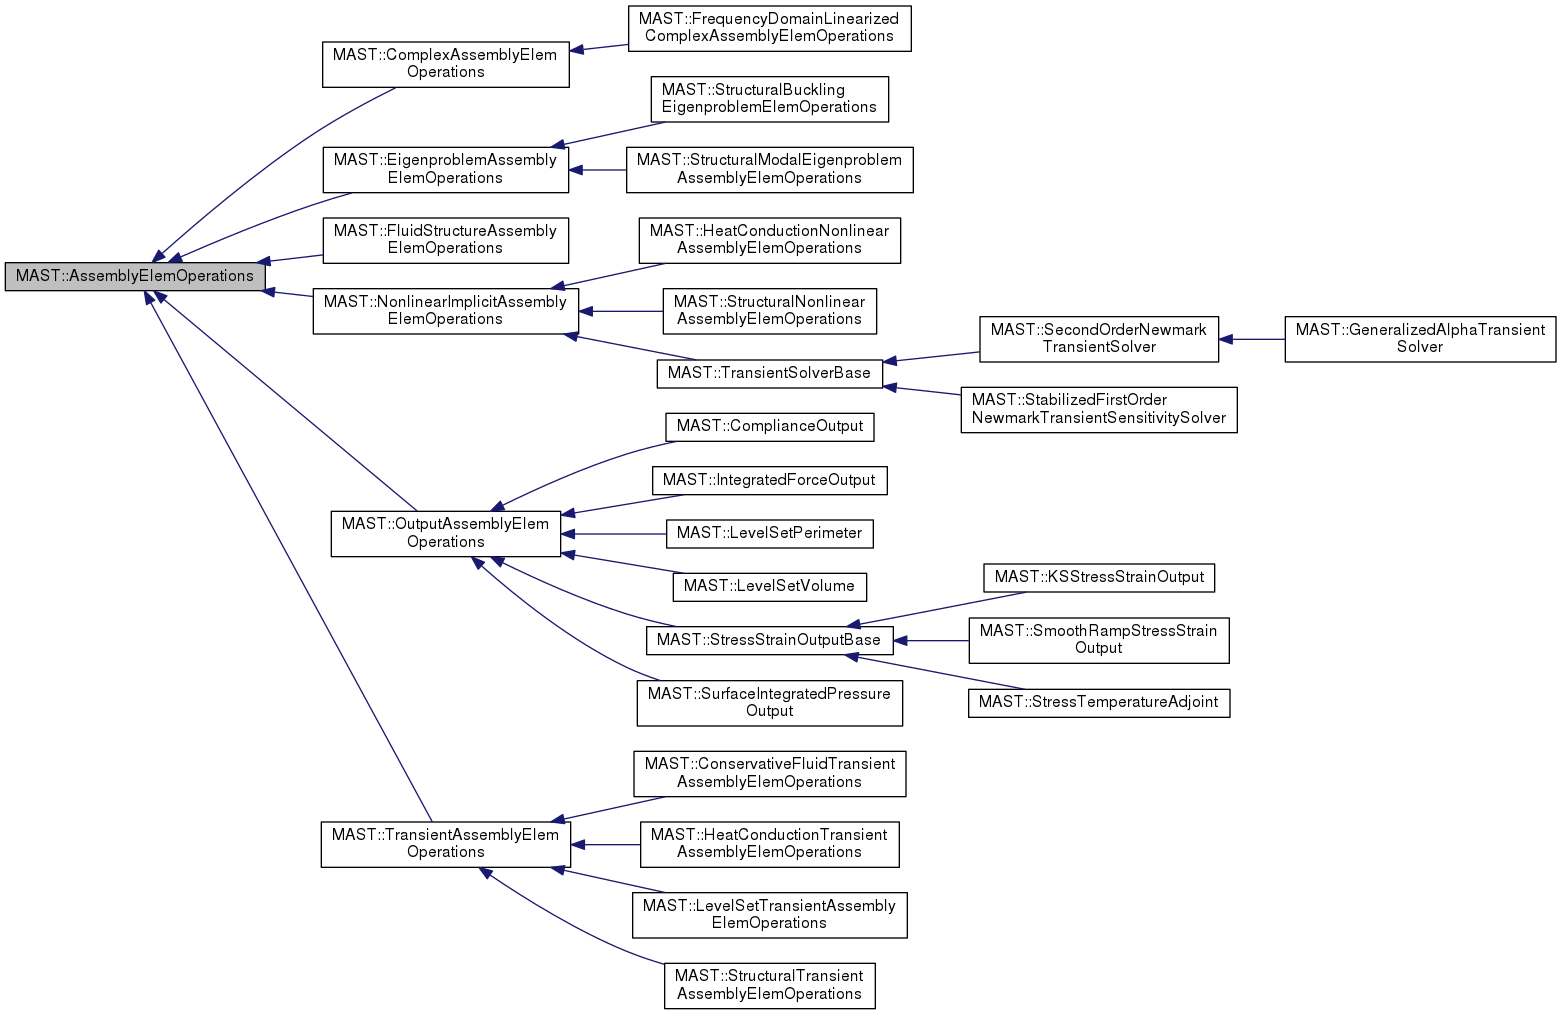 MAST::FrequencyDomainLinearized
ComplexAssemblyElemOperations
MAST::ComplexAssemblyElem
Operations
MAST::StructuralBuckling
EigenproblemElemOperations
MAST::EigenproblemAssembly
ElemOperations
MAST::StructuralModalEigenproblem
AssemblyElemOperations
MAST::FluidStructureAssembly
ElemOperations
MAST::HeatConductionNonlinear
AssemblyElemOperations
MAST::AssemblyElemOperations
MAST::NonlinearImplicitAssembly
ElemOperations
MAST::StructuralNonlinear
AssemblyElemOperations
MAST::SecondOrderNewmark
TransientSolver
MAST::GeneralizedAlphaTransient
Solver
MAST::TransientSolverBase
MAST::StabilizedFirstOrder
NewmarkTransientSensitivitySolver
MAST::ComplianceOutput
MAST::IntegratedForceOutput
MAST::OutputAssemblyElem
Operations
MAST::LevelSetPerimeter
MAST::LevelSetVolume
MAST::KSStressStrainOutput
MAST::StressStrainOutputBase
MAST::SmoothRampStressStrain
Output
MAST::SurfaceIntegratedPressure
Output
MAST::StressTemperatureAdjoint
MAST::ConservativeFluidTransient
AssemblyElemOperations
MAST::TransientAssemblyElem
Operations
MAST::HeatConductionTransient
AssemblyElemOperations
MAST::LevelSetTransientAssembly
ElemOperations
MAST::StructuralTransient
AssemblyElemOperations